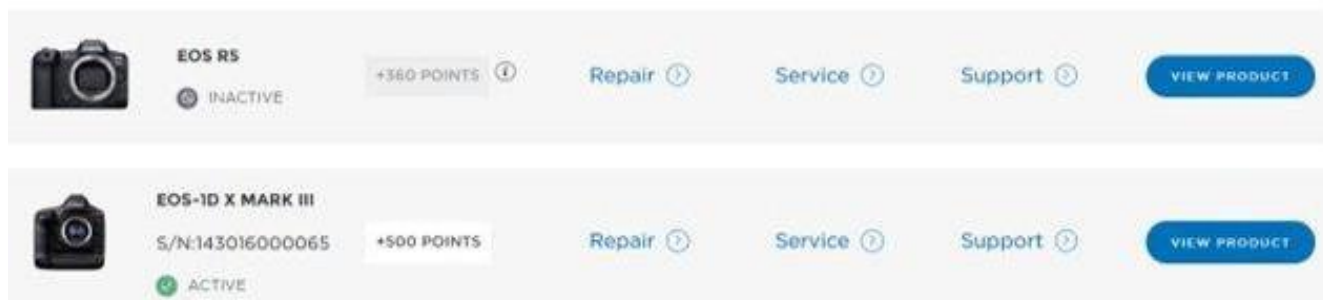 EOS R5
INACTIVE
+360 POINTS
Repair
Service
Support
VIEW PRODUCT
EOS-1D X MARK III
S/N:143016000065
ACTIVE
+500 POINTS
Repair
Service
Support
VIEW PRODUCT